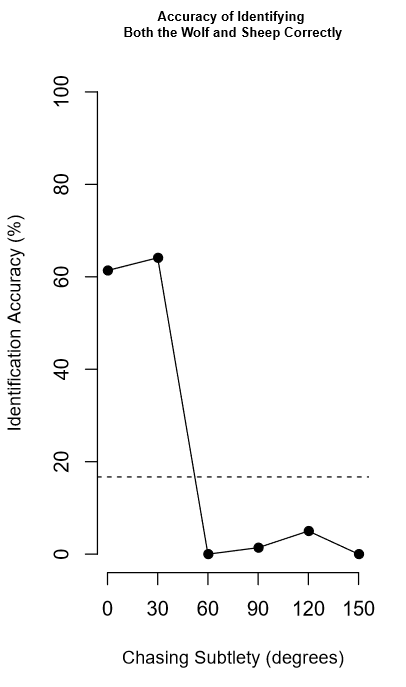 Accuracy of Identifying
Both the Wolf and Sheep Correctly
Identification Accuracy (%)
100
80
60
40
20
0
0 30 60 90 120 150
Chasing Subtlety (degrees)